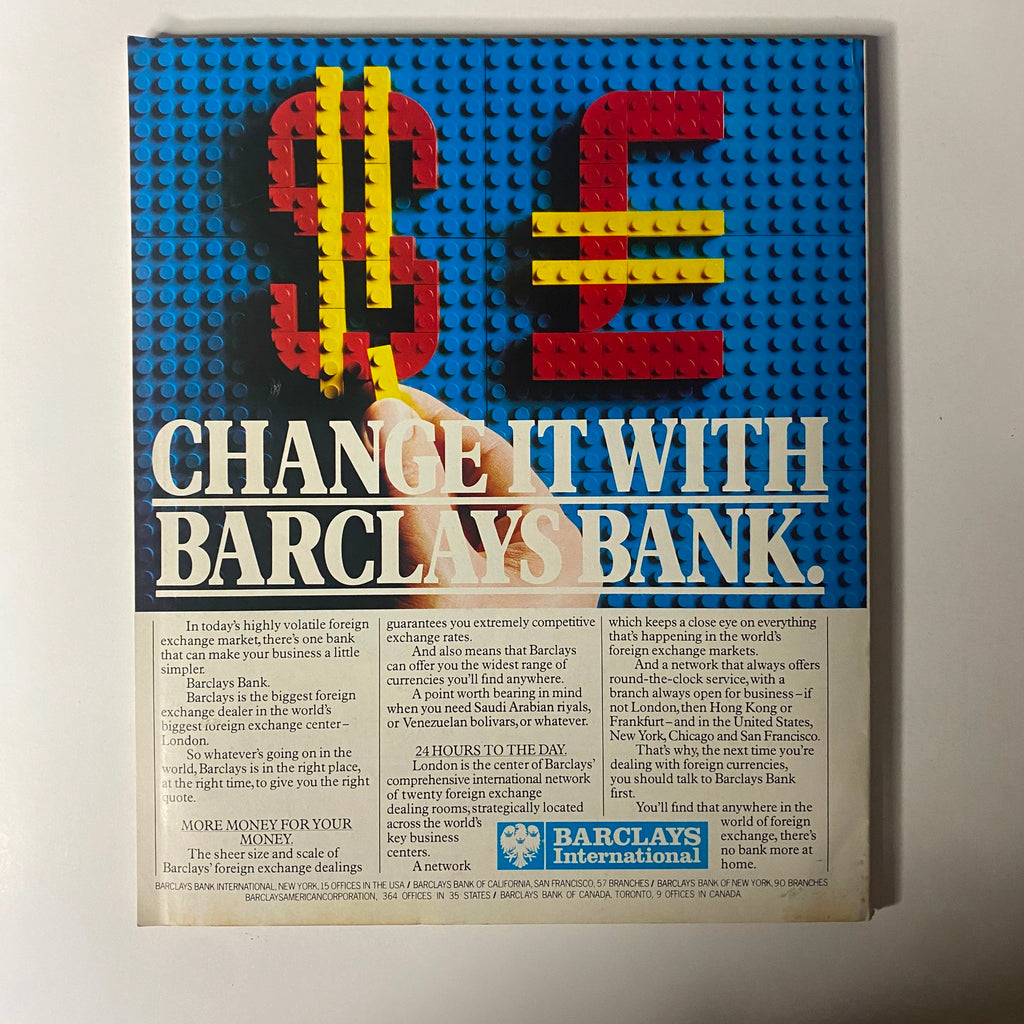 $ £
CHANGE IT WITH
BARCLAYS BANK.
In today's highly volatile foreign
exchange market, there's one bank
that can make your business a little
simpler.
Barclays Bank.
Barclays is the biggest foreign
exchange dealer in the world's
biggest foreign exchange center–
London.
So whatever's going on in the
world, Barclays is in the right place,
at the right time, to give you the right
quote.
MORE MONEY FOR YOUR
MONEY.
The sheer size and scale of
Barclays' foreign exchange dealings
guarantees you extremely competitive
exchange rates.
And also means that Barclays
can offer you the widest range of
currencies you'll find anywhere.
A point worth bearing in mind
when you need Saudi Arabian riyals,
or Venezuelan bolivars, or whatever.
24 HOURS TO THE DAY.
London is the center of Barclays'
comprehensive international network
of twenty foreign exchange
dealing rooms, strategically located
across the world's
key business
centers.
A network
which keeps a close eye on everything
that's happening in the world's
foreign exchange markets.
And a network that always offers
round-the-clock service, with a
branch always open for business–if
not London, then Hong Kong or
Frankfurt–and in the United States,
New York, Chicago and San Francisco.
That's why, the next time you're
dealing with foreign currencies,
you should talk to Barclays Bank
first.
You'll find that anywhere in the
world of foreign
exchange, there's
no bank more at
home.
BARCLAYS
International
BARCLAYS BANK INTERNATIONAL, NEW YORK, 15 OFFICES IN THE USA / BARCLAYS BANK OF CALIFORNIA, SAN FRANCISCO, 57 BRANCHES / BARCLAYS BANK OF NEW YORK, 90 BRANCHES
BARCLAYSAMERICANCORPORATION, 364 OFFICES IN 35 STATES / BARCLAYS BANK OF CANADA, TORONTO, 9 OFFICES IN CANADA.